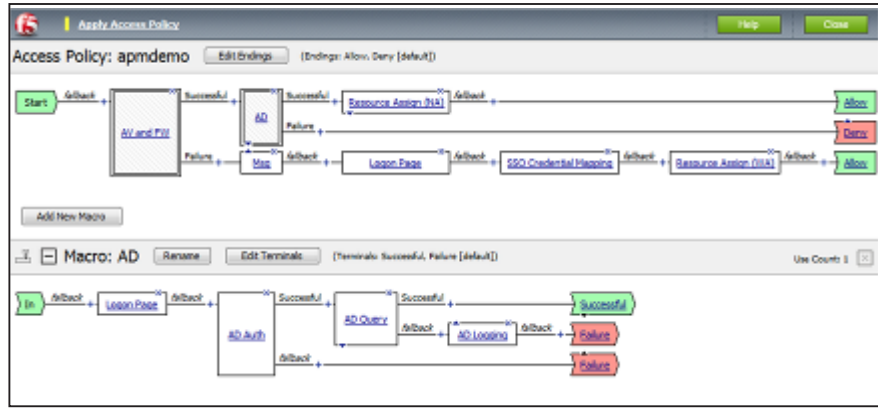 f5 Apply Access Policy Help Close
Access Policy: apmdemo Edit Endings (Endings: Allow, Deny [default])
Start fallback + AV and FW Successful + AD Successful + Resource Assign (NA) fallback + Allow
Failure + Deny
Failure + Msg fallback + Logon Page fallback + SSO Credential Mapping fallback + Resource Assign (WA) fallback + Allow
Add New Macro
Macro: AD Rename Edit Terminals (Terminals: Successful, Failure [default]) Use Count: 1
In fallback + Logon Page fallback + AD Auth Successful + AD Query Successful + Successful
fallback + AD Logging fallback + Failure
fallback + Failure